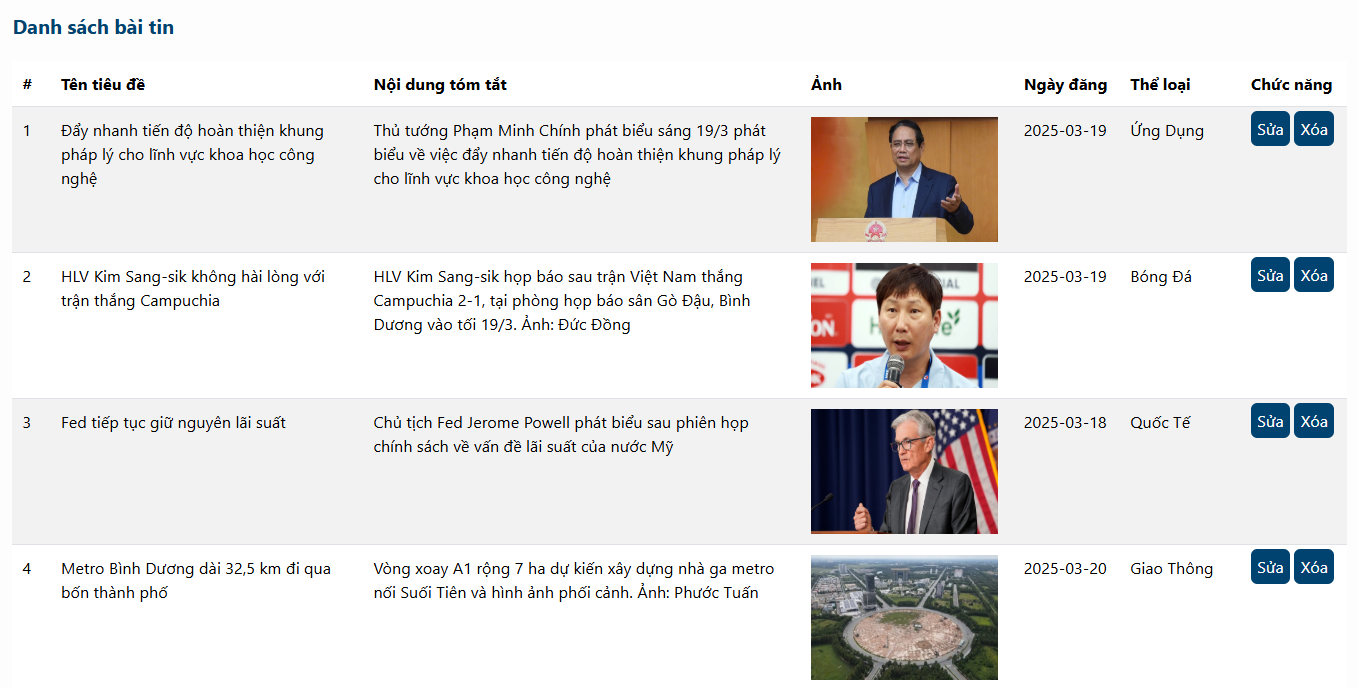 Danh sách bài tin
# Tên tiêu đề Nội dung tóm tắt Ảnh Ngày đăng Thể loại Chức năng
1 Đẩy nhanh tiến độ hoàn thiện khung Thủ tướng Phạm Minh Chính phát biểu sáng 19/3 phát 2025-03-19 Ứng Dụng Sửa Xóa
pháp lý cho lĩnh vực khoa học công biểu về việc đẩy nhanh tiến độ hoàn thiện khung pháp lý
nghệ cho lĩnh vực khoa học công nghệ
2 HLV Kim Sang-sik không hài lòng với HLV Kim Sang-sik họp báo sau trận Việt Nam thắng 2025-03-19 Bóng Đá Sửa Xóa
trận thắng Campuchia Campuchia 2-1, tại phòng họp báo sân Gò Đậu, Bình
Dương vào tối 19/3. Ảnh: Đức Đồng
3 Fed tiếp tục giữ nguyên lãi suất Chủ tịch Fed Jerome Powell phát biểu sau phiên họp 2025-03-18 Quốc Tế Sửa Xóa
chính sách về vấn đề lãi suất của nước Mỹ
4 Metro Bình Dương dài 32,5 km đi qua Vòng xoay A1 rộng 7 ha dự kiến xây dựng nhà ga metro 2025-03-20 Giao Thông Sửa Xóa
bốn thành phố nối Suối Tiên và hình ảnh phối cảnh. Ảnh: Phước Tuấn